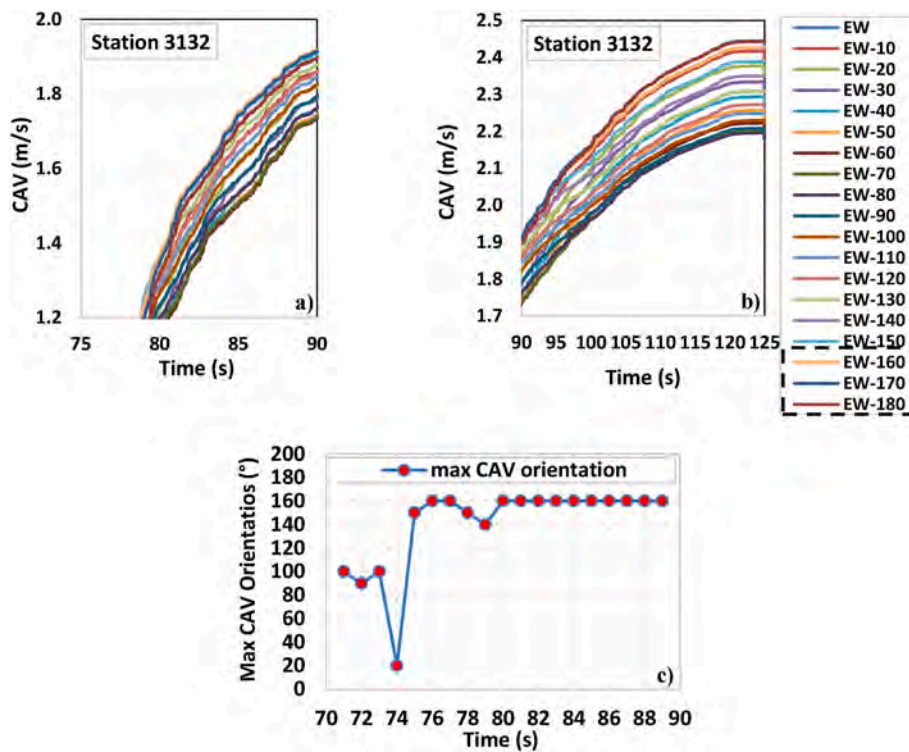 Station 3132
CAV (m/s)
2.0
1.8
1.6
1.4
1.2
75
80
85
90
Time (s)
a)
Station 3132
CAV (m/s)
2.5
2.4
2.3
2.2
2.1
2.0
1.9
1.8
1.7
90
95
100
105
110
115
120
125
Time (s)
b)
EW
EW-10
EW-20
EW-30
EW-40
EW-50
EW-60
EW-70
EW-80
EW-90
EW-100
EW-110
EW-120
EW-130
EW-140
EW-150
EW-160
EW-170
EW-180
max CAV orientation
Max CAV Orientatios (°)
200
180
160
140
120
100
80
60
40
20
0
70
72
74
76
78
80
82
84
86
88
90
Time (s)
c)